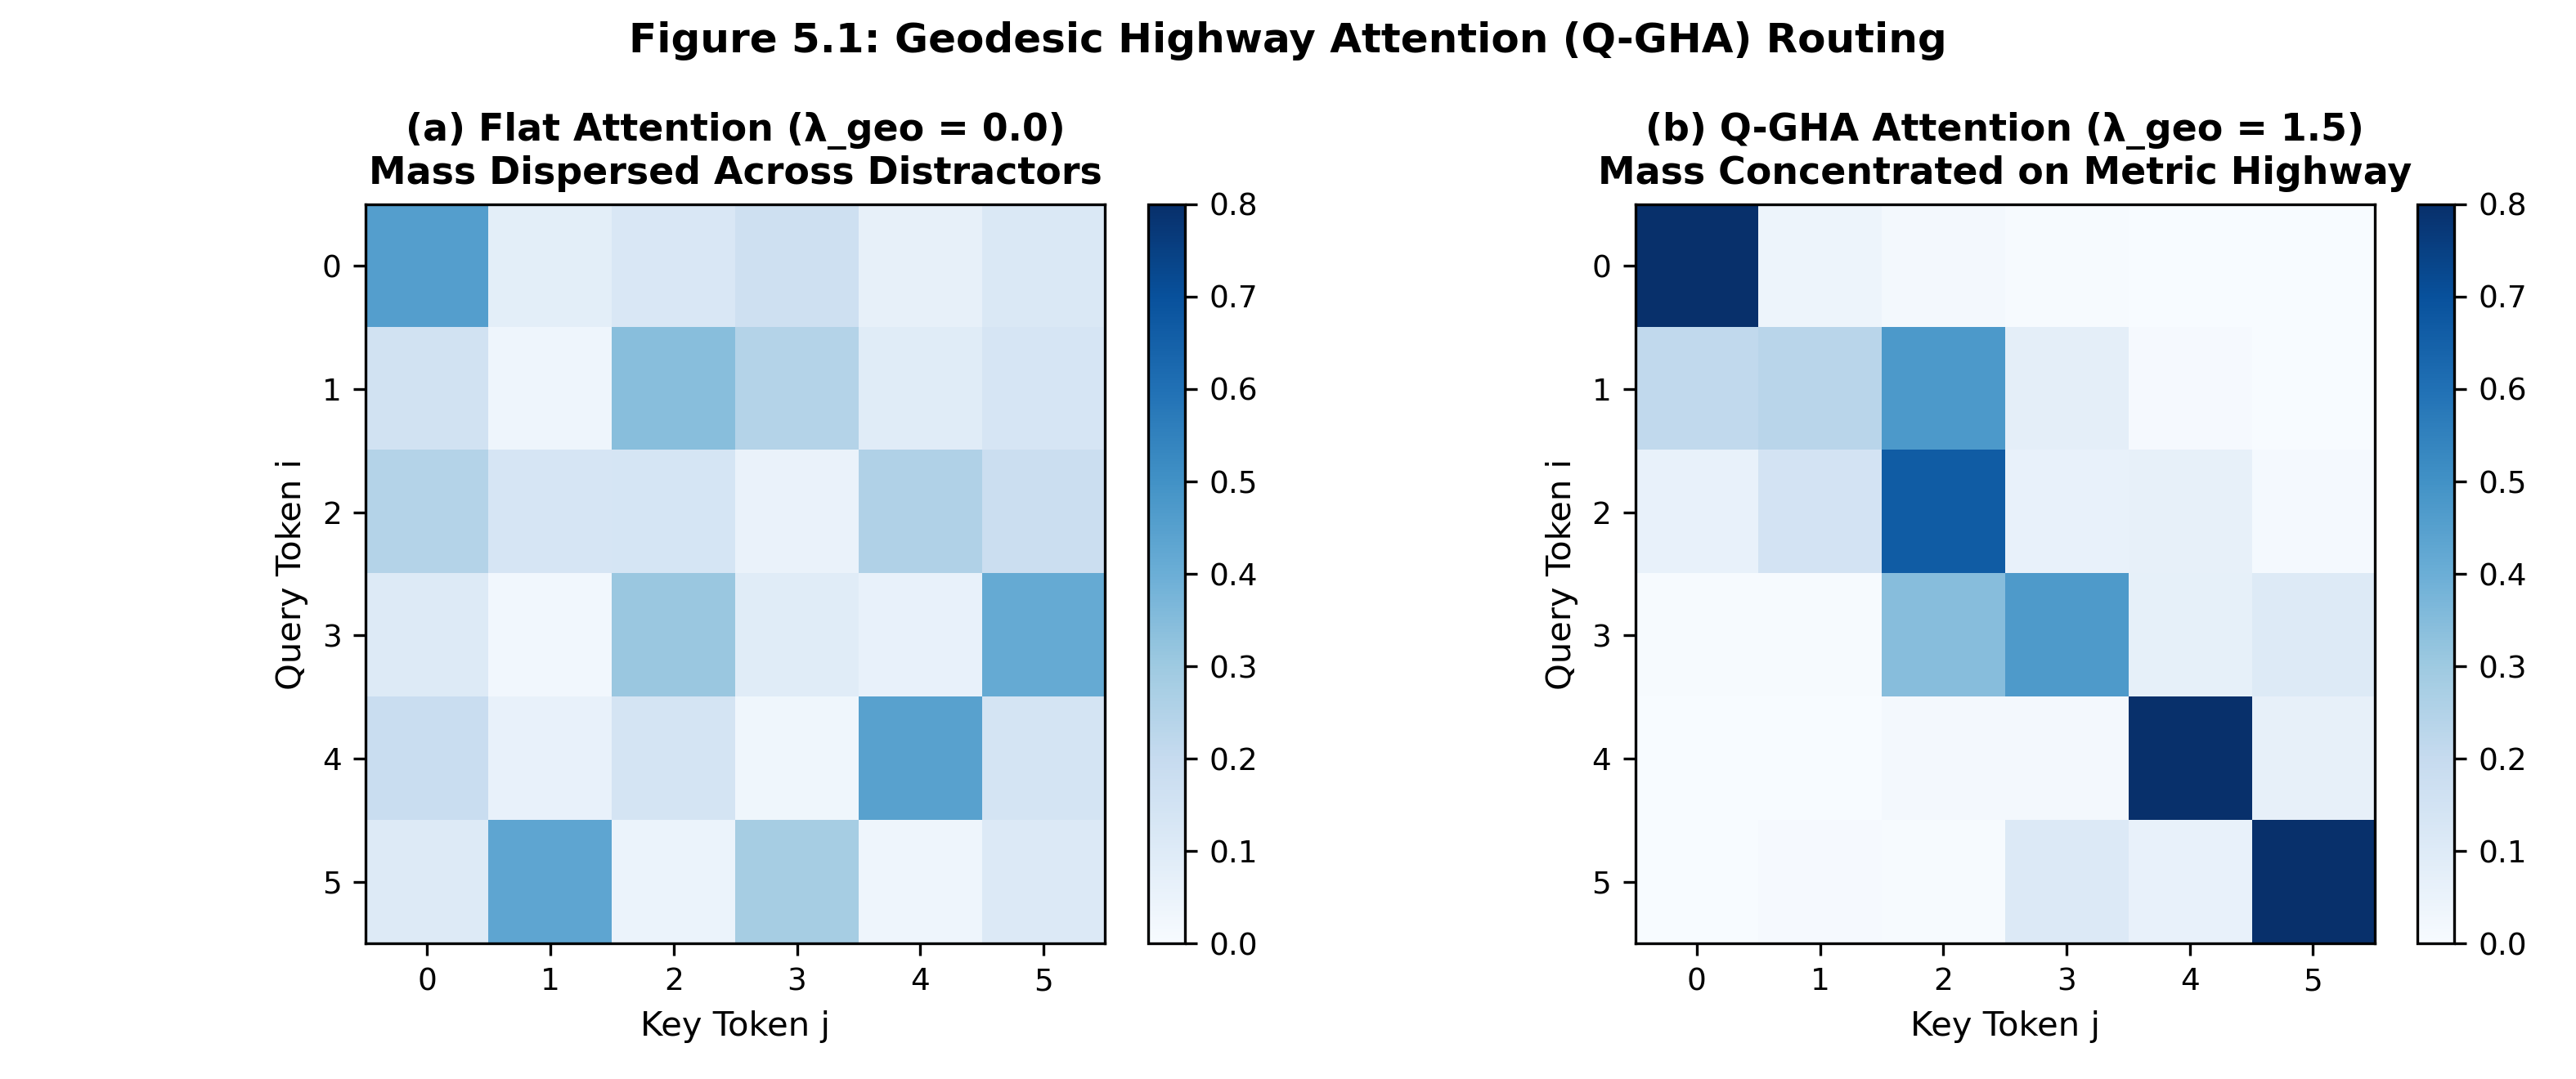 Figure 5.1: Geodesic Highway Attention (Q-GHA) Routing
(a) Flat Attention (λ_geo = 0.0)
Mass Dispersed Across Distractors
0
1
2
3
4
5
Query Token i
0 1 2 3 4 5
Key Token j
0.8
0.7
0.6
0.5
0.4
0.3
0.2
0.1
0.0
(b) Q-GHA Attention (λ_geo = 1.5)
Mass Concentrated on Metric Highway
0
1
2
3
4
5
Query Token i
0 1 2 3 4 5
Key Token j
0.8
0.7
0.6
0.5
0.4
0.3
0.2
0.1
0.0